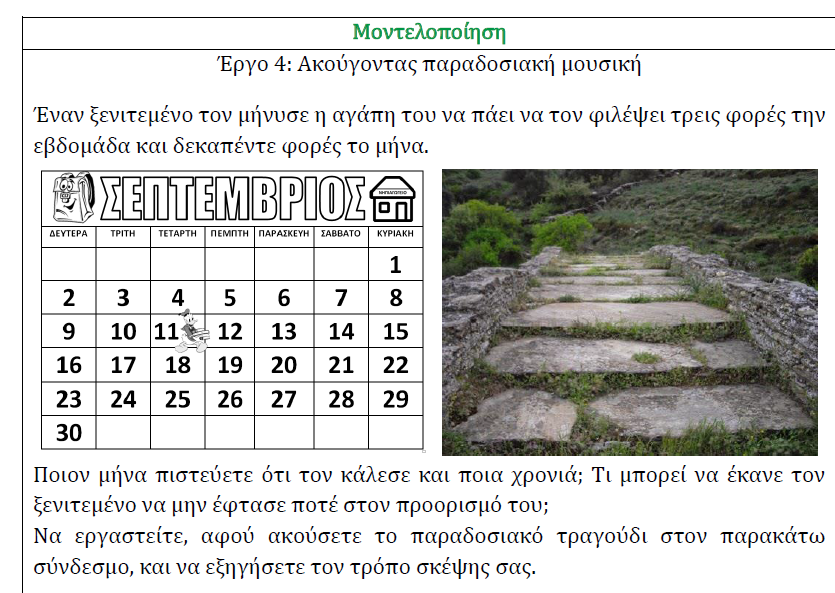 Μοντελοποίηση
Έργο 4: Ακούγοντας παραδοσιακή μουσική
Έναν ξενιτεμένο τον μήνυσε η αγάπη του να πάει να τον φιλέψει τρεις φορές την
εβδομάδα και δεκαπέντε φορές το μήνα.
ΣΕΠΤΕΜΒΡΙΟΣ
ΝΗΠΙΑΓΩΓΕΙΟ
ΔΕΥΤΕΡΑ ΤΡΙΤΗ ΤΕΤΑΡΤΗ ΠΕΜΠΤΗ ΠΑΡΑΣΚΕΥΗ ΣΑΒΒΑΤΟ ΚΥΡΙΑΚΗ
1
2 3 4 5 6 7 8
9 10 11 12 13 14 15
16 17 18 19 20 21 22
23 24 25 26 27 28 29
30
Ποιον μήνα πιστεύετε ότι τον κάλεσε και ποια χρονιά; Τι μπορεί να έκανε τον
ξενιτεμένο να μην έφτασε ποτέ στον προορισμό του;
Να εργαστείτε, αφού ακούσετε το παραδοσιακό τραγούδι στον παρακάτω
σύνδεσμο, και να εξηγήσετε τον τρόπο σκέψης σας.